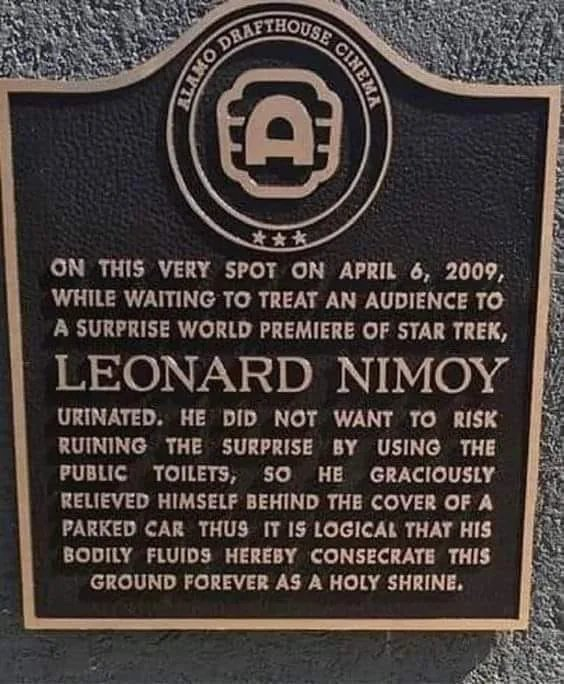 ALAMO DRAFTHOUSE CINEMA
A
ON THIS VERY SPOT ON APRIL 6, 2009,
WHILE WAITING TO TREAT AN AUDIENCE TO
A SURPRISE WORLD PREMIERE OF STAR TREK,
LEONARD NIMOY
URINATED. HE DID NOT WANT TO RISK
RUINING THE SURPRISE BY USING THE
PUBLIC TOILETS, SO HE GRACIOUSLY
RELIEVED HIMSELF BEHIND THE COVER OF A
PARKED CAR THUS IT IS LOGICAL THAT HIS
BODILY FLUIDS HEREBY CONSECRATE THIS
GROUND FOREVER AS A HOLY SHRINE.